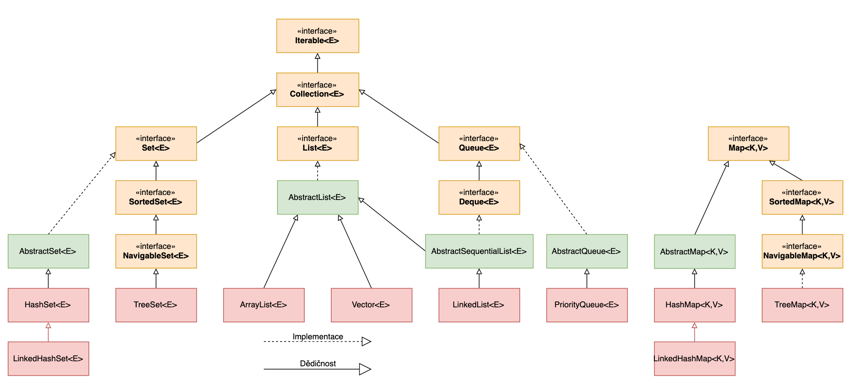 «interface»
Iterable<E>
«interface»
Collection<E>
«interface»
Set<E>
«interface»
List<E>
«interface»
Queue<E>
«interface»
Map<K,V>
«interface»
SortedSet<E>
AbstractList<E>
«interface»
Deque<E>
«interface»
SortedMap<K,V>
AbstractSet<E>
«interface»
NavigableSet<E>
AbstractSequentialList<E>
AbstractQueue<E>
AbstractMap<K,V>
«interface»
NavigableMap<K,V>
HashSet<E>
TreeSet<E>
ArrayList<E>
Vector<E>
LinkedList<E>
PriorityQueue<E>
HashMap<K,V>
TreeMap<K,V>
Implementace
LinkedHashSet<E>
Dědičnost
LinkedHashMap<K,V>